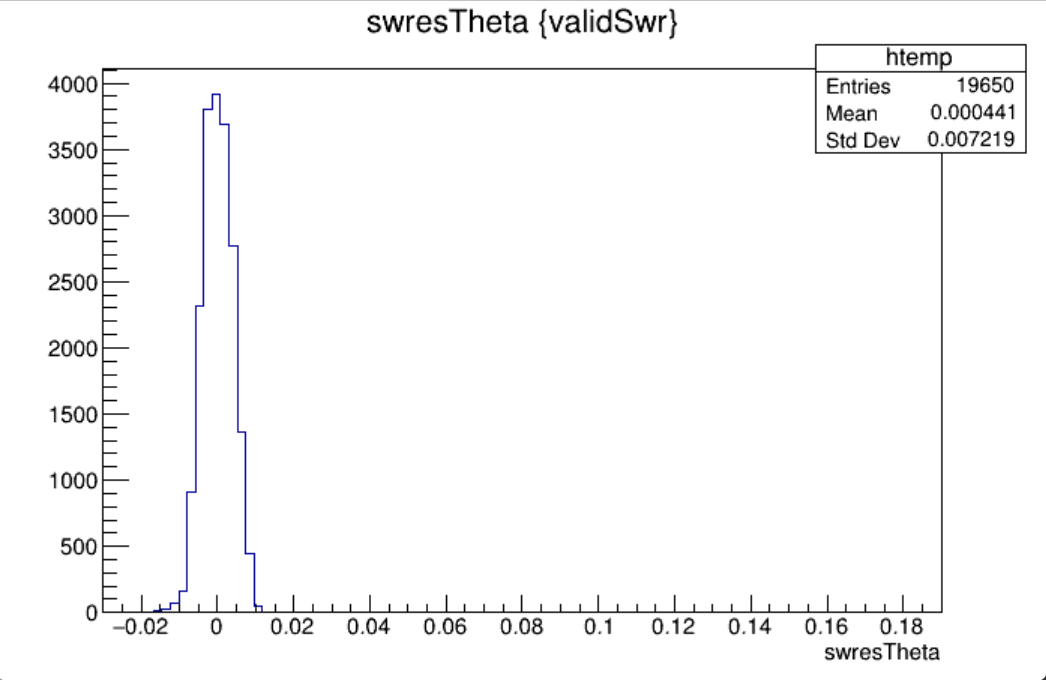 swresTheta {validSwr}
htemp
Entries 19650
Mean 0.000441
Std Dev 0.007219
4000
3500
3000
2500
2000
1500
1000
500
0
−0.02 0 0.02 0.04 0.06 0.08 0.1 0.12 0.14 0.16 0.18
swresTheta